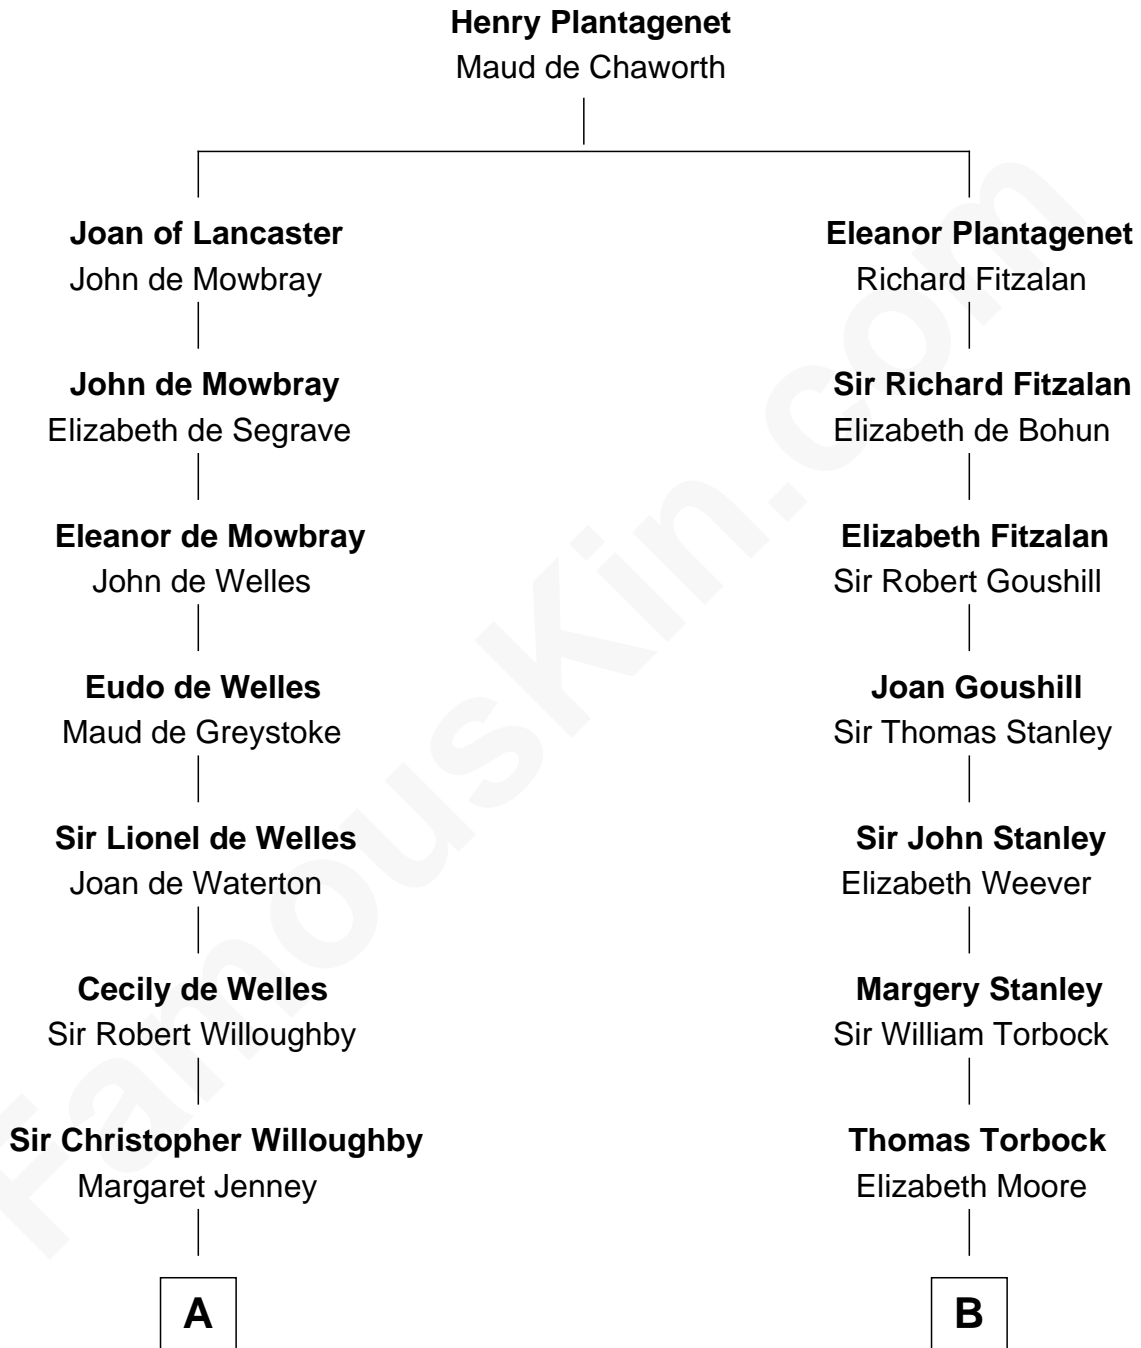 Henry Plantagenet
Maud de Chaworth
Joan of Lancaster
John de Mowbray
Eleanor Plantagenet
Richard Fitzalan
John de Mowbray
Elizabeth de Segrave
Sir Richard Fitzalan
Elizabeth de Bohun
Eleanor de Mowbray
John de Welles
Elizabeth Fitzalan
Sir Robert Goushill
Eudo de Welles
Maud de Greystoke
Joan Goushill
Sir Thomas Stanley
Sir Lionel de Welles
Joan de Waterton
Sir John Stanley
Elizabeth Weever
Cecily de Welles
Sir Robert Willoughby
Margery Stanley
Sir William Torbock
Sir Christopher Willoughby
Margaret Jenney
Thomas Torbock
Elizabeth Moore
A
B
FamousKin.com